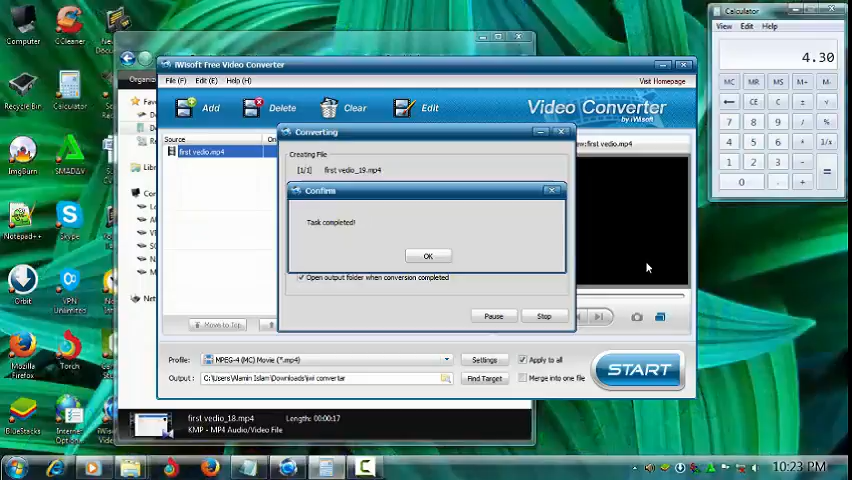 Computer
CCleaner
Recycle Bin
Calculator
ImgBurn
SMADAV
Notepad++
Skype
Orbit
VPN
Unlimited
Mozilla
Firefox
Torch
BlueStacks
Internet
Organiz
iWisoft Free Video Converter
File (F) Edit (E) Help (H)
Visit Homepage
Add Delete Clear Edit
Video Converter
by iWisoft
Source
first vedio.mp4
Converting
Creating File
[1/1] first vedio_19.mp4
Confirm
Task completed!
OK
Open output folder when conversion completed
Pause Stop
Move to Top
Profile: MPEG-4 (MC) Movie (*.mp4)
Settings Apply to all
Output : C:\Users\Alamin Islam\Downloads\iwi convertar
Find Target Merge into one file
START
first vedio_18.mp4 Length: 00:00:17
KMP - MP4 Audio/Video File
Calculator
View Edit Help
4.30
MC MR MS M+ M-
← CE C ± √
7 8 9 / %
4 5 6 * 1/x
1 2 3 - =
0 . +
10:23 PM